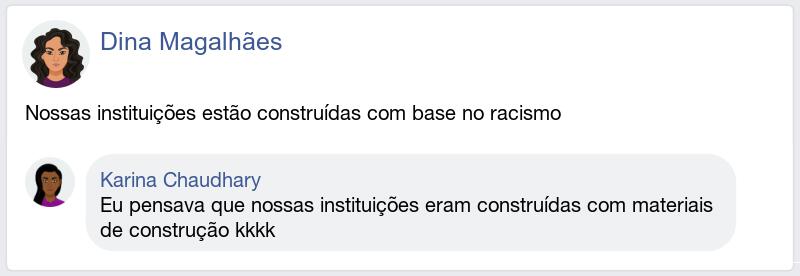 Dina Magalhães
Nossas instituições estão construídas com base no racismo
Karina Chaudhary
Eu pensava que nossas instituições eram construídas com materiais
de construção kkkk